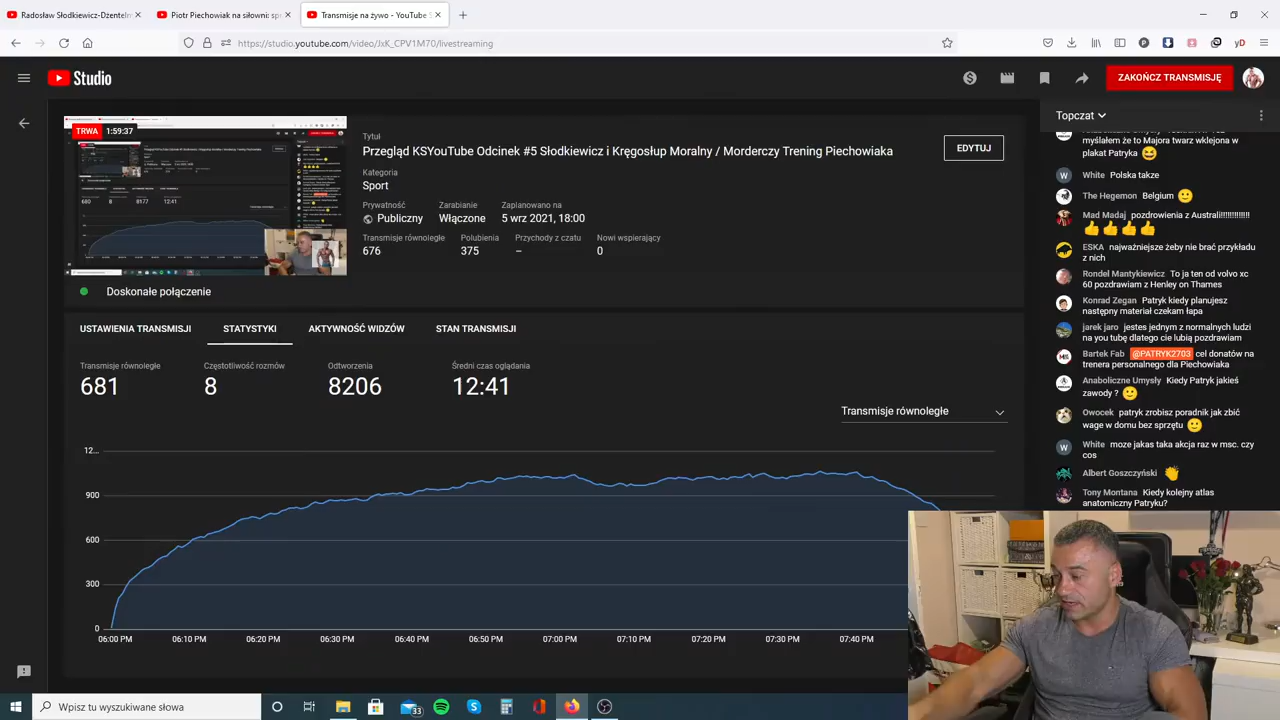 Radosław Słodkiewicz-Dżenteln
Piotr Piechowiak na siłowni: spr
Transmisje na żywo - YouTube S
https://studio.youtube.com/video/JxK_CPV1M70/livestreaming
Studio
ZAKOŃCZ TRANSMISJĘ
TRWA 1:59:37
Tytuł
Przegląd KSYouTube Odcinek #5 Słodkiewicz i Kręgosłup Moralny / Morderczy Trening Piechowiaka
EDYTUJ
Kategoria
Sport
Prywatność Zarabianie Zaplanowano na
Publiczny Włączone 5 wrz 2021, 18:00
Transmisje równoległe Polubienia Przychody z czatu Nowi wspierający
676 375 – 0
Doskonałe połączenie
USTAWIENIA TRANSMISJI STATYSTYKI AKTYWNOŚĆ WIDZÓW STAN TRANSMISJI
Transmisje równoległe Częstotliwość rozmów Odtworzenia Średni czas oglądania
681 8 8206 12:41
Transmisje równoległe
12...
900
600
300
0
06:00 PM 06:10 PM 06:20 PM 06:30 PM 06:40 PM 06:50 PM 07:00 PM 07:10 PM 07:20 PM 07:30 PM 07:40 PM
Topczat
myślałem że to Majora twarz wklejona w
plakat Patryka
White Polska takze
The Hegemon Belgium
Mad Madaj pozdrowienia z Australi!!!!!!!!!!!!!
ESKA najważniejsze żeby nie brać przykładu
z nich
Rondel Mantykiewicz To ja ten od volvo xc
60 pozdrawiam z Henley on Thames
Konrad Zegan Patryk kiedy planujesz
następny materiał czekam łapa
jarek jaro jestes jednym z normalnych ludzi
na you tubę dlatego cie lubią pozdrawiam
Bartek Fab @PATRYK2703 cel donatów na
trenera personalnego dla Piechowiaka
Anaboliczne Umysły Kiedy Patryk jakieś
zawody ?
Owocek patryk zrobisz poradnik jak zbić
wage w domu bez sprzętu
White moze jakas taka akcja raz w msc. czy
cos
Albert Goszczyński
Tony Montana Kiedy kolejny atlas
anatomiczny Patryku?
Wpisz tu wyszukiwane słowa
33